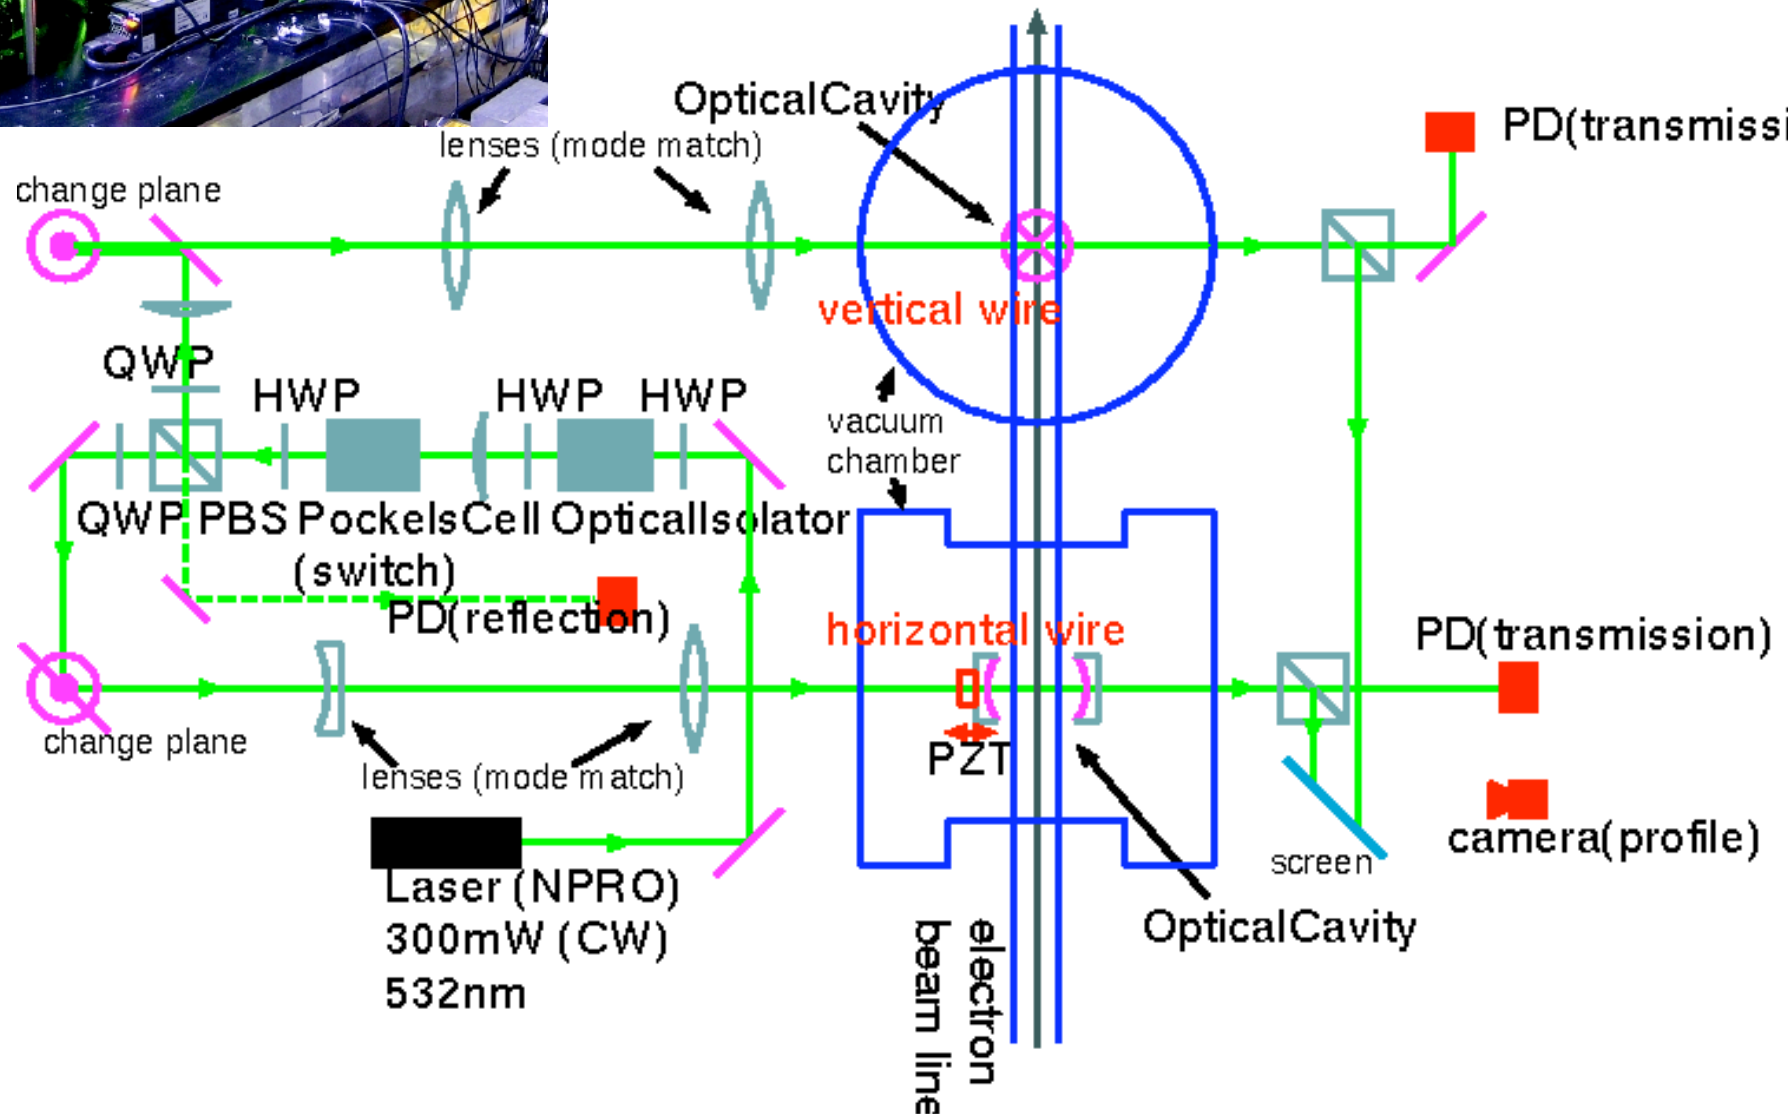 OpticalCavity
PD(transmissi
lenses (mode match)
change plane
vertical wire
QWP
HWP
HWP
HWP
vacuum
chamber
QWP PBS PockelsCell OpticalIsolator
(switch)
PD(reflection)
horizontal wire
PD(transmission)
change plane
PZT
lenses (mode match)
camera(profile)
screen
Laser (NPRO)
300mW (CW)
532nm
OpticalCavity
electron
beam line